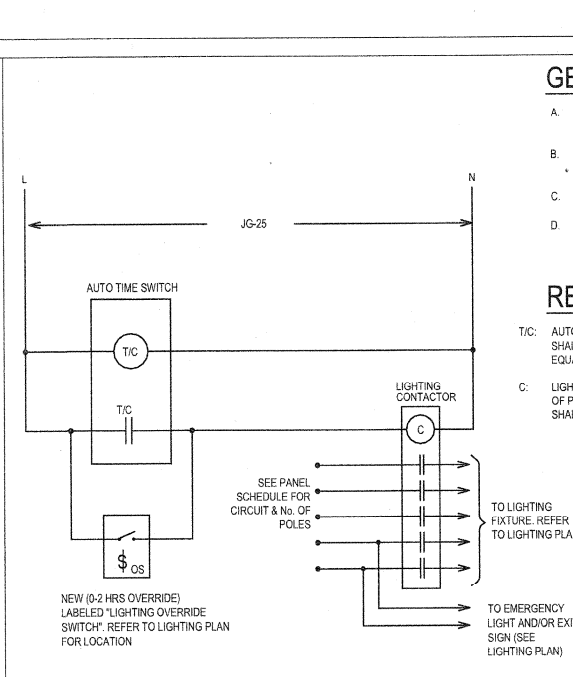 GE
A.
B.
C.
D.
L
N
JG-25
AUTO TIME SWITCH
T/C
T/C
RE
T/C: AUTO
SHAL
EQU
C: LIGH
OF P
SHAL
LIGHTING
CONTACTOR
C
SEE PANEL
SCHEDULE FOR
CIRCUIT & No. OF
POLES
TO LIGHTING
FIXTURE. REFER
TO LIGHTING PLA
$ OS
NEW (0-2 HRS OVERRIDE)
LABELED "LIGHTING OVERRIDE
SWITCH". REFER TO LIGHTING PLAN
FOR LOCATION
TO EMERGENCY
LIGHT AND/OR EXI
SIGN (SEE
LIGHTING PLAN)